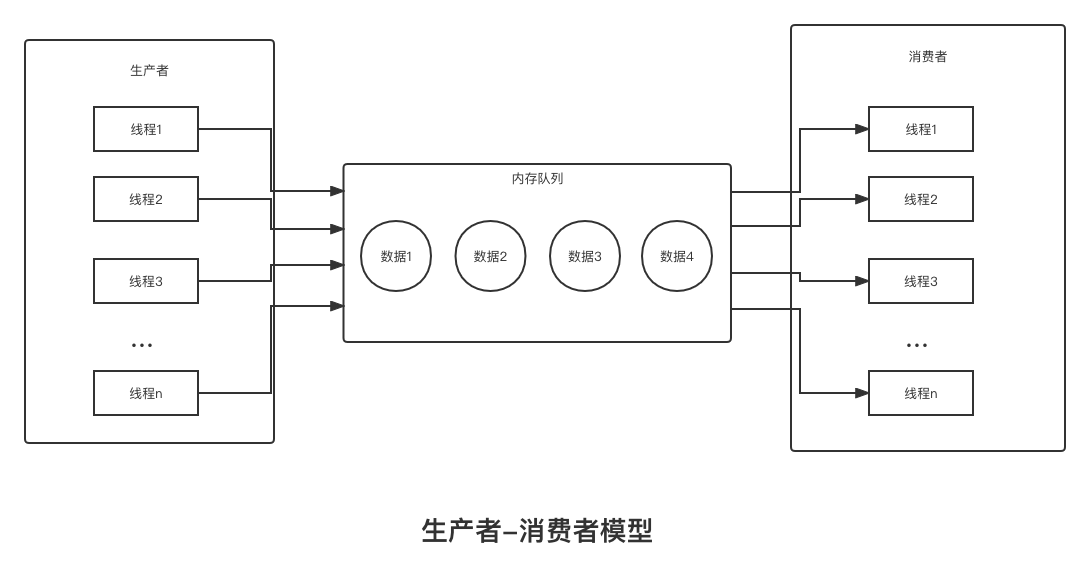 生产者
线程1
线程2
线程3
...
线程n
内存队列
数据1
数据2
数据3
数据4
消费者
线程1
线程2
线程3
...
线程n
生产者-消费者模型